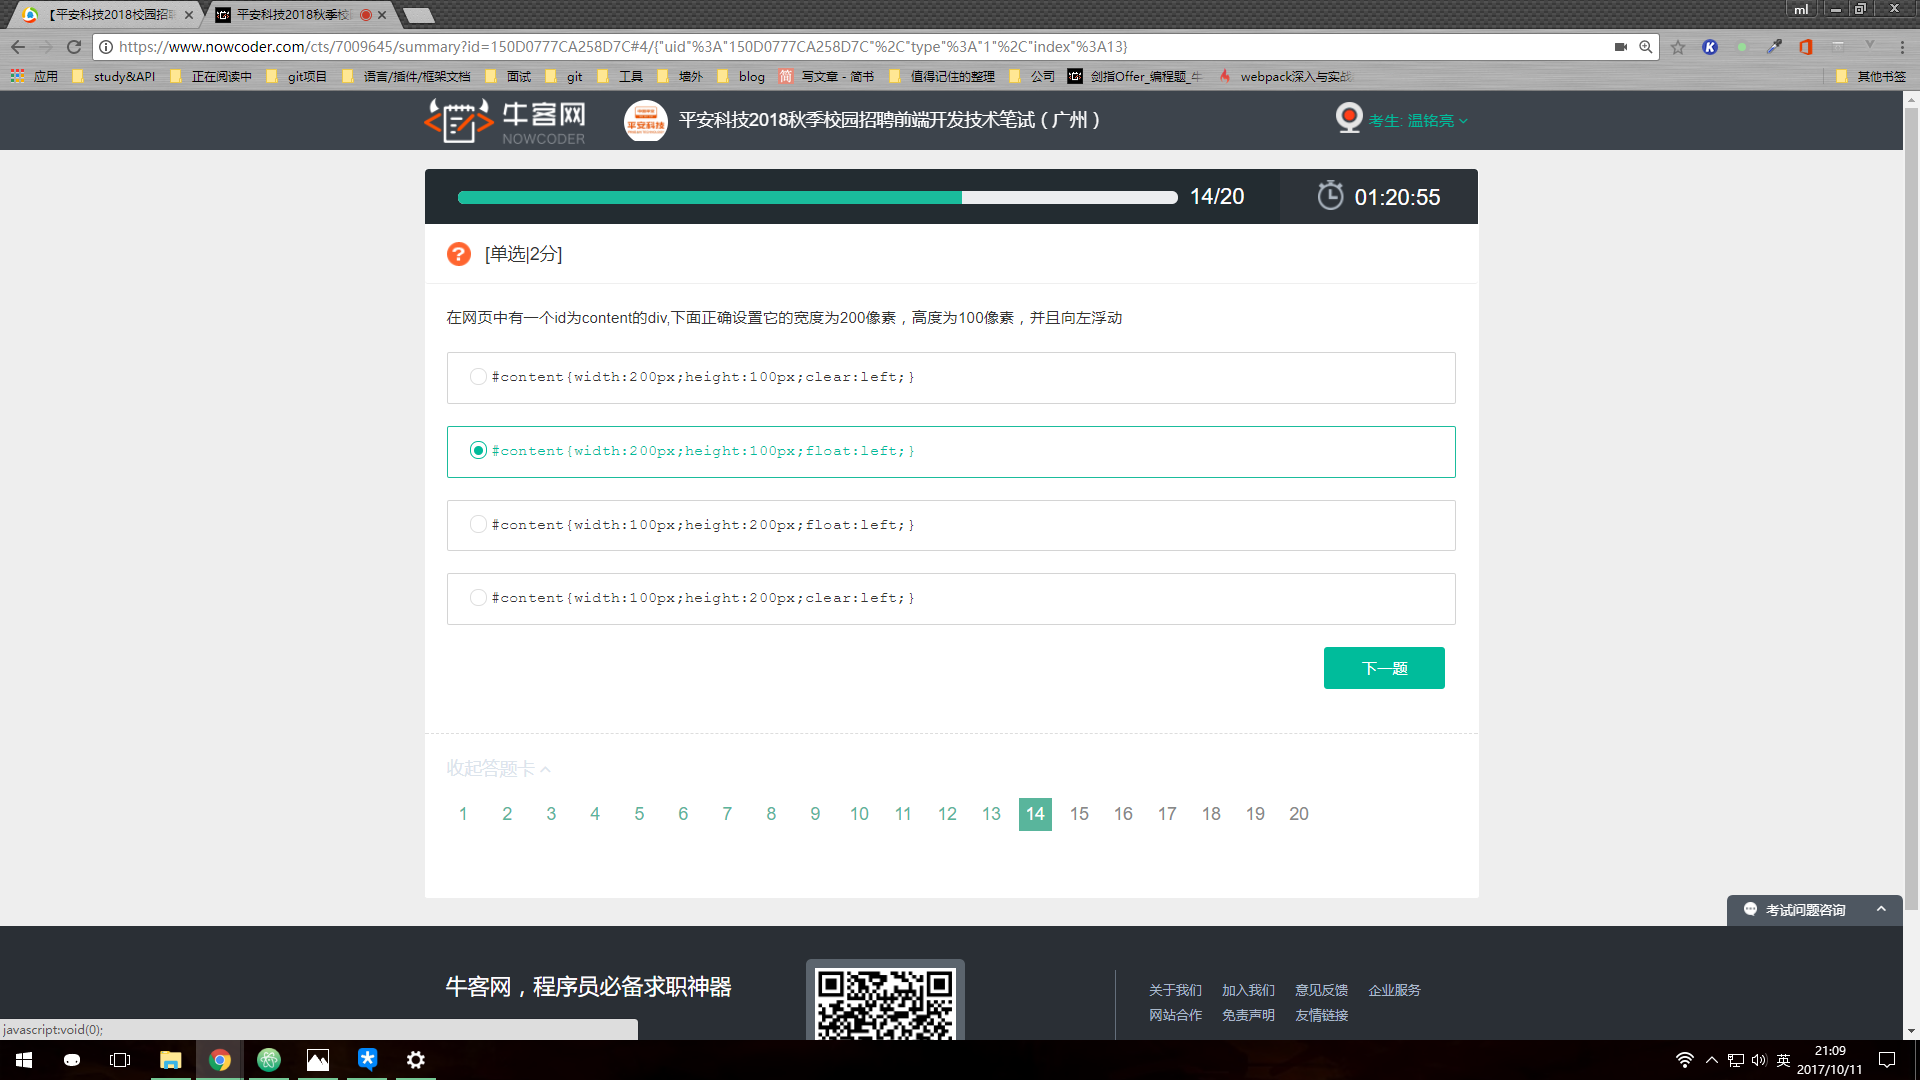 【平安科技2018校园招聘
平安科技2018秋季校
ml
https://www.nowcoder.com/cts/7009645/summary?id=150D0777CA258D7C#4/{"uid"%3A"150D0777CA258D7C"%2C"type"%3A"1"%2C"index"%3A13}
应用 study&API 正在阅读中 git项目 语言/插件/框架文档 面试 git 工具 墙外 blog 简 写文章 - 简书 值得记住的整理 公司 剑指Offer_编程题_牛 webpack深入与实战 其他书签
牛客网
NOWCODER
平安科技
平安科技2018秋季校园招聘前端开发技术笔试（广州）
考生: 温铭亮
14/20
01:20:55
[单选|2分]
在网页中有一个id为content的div,下面正确设置它的宽度为200像素，高度为100像素，并且向左浮动
#content{width:200px;height:100px;clear:left;}
#content{width:200px;height:100px;float:left;}
#content{width:100px;height:200px;float:left;}
#content{width:100px;height:200px;clear:left;}
下一题
收起答题卡
1 2 3 4 5 6 7 8 9 10 11 12 13 14 15 16 17 18 19 20
考试问题咨询
牛客网，程序员必备求职神器
关于我们 加入我们 意见反馈 企业服务
网站合作 免责声明 友情链接
javascript:void(0);
英
21:09
2017/10/11